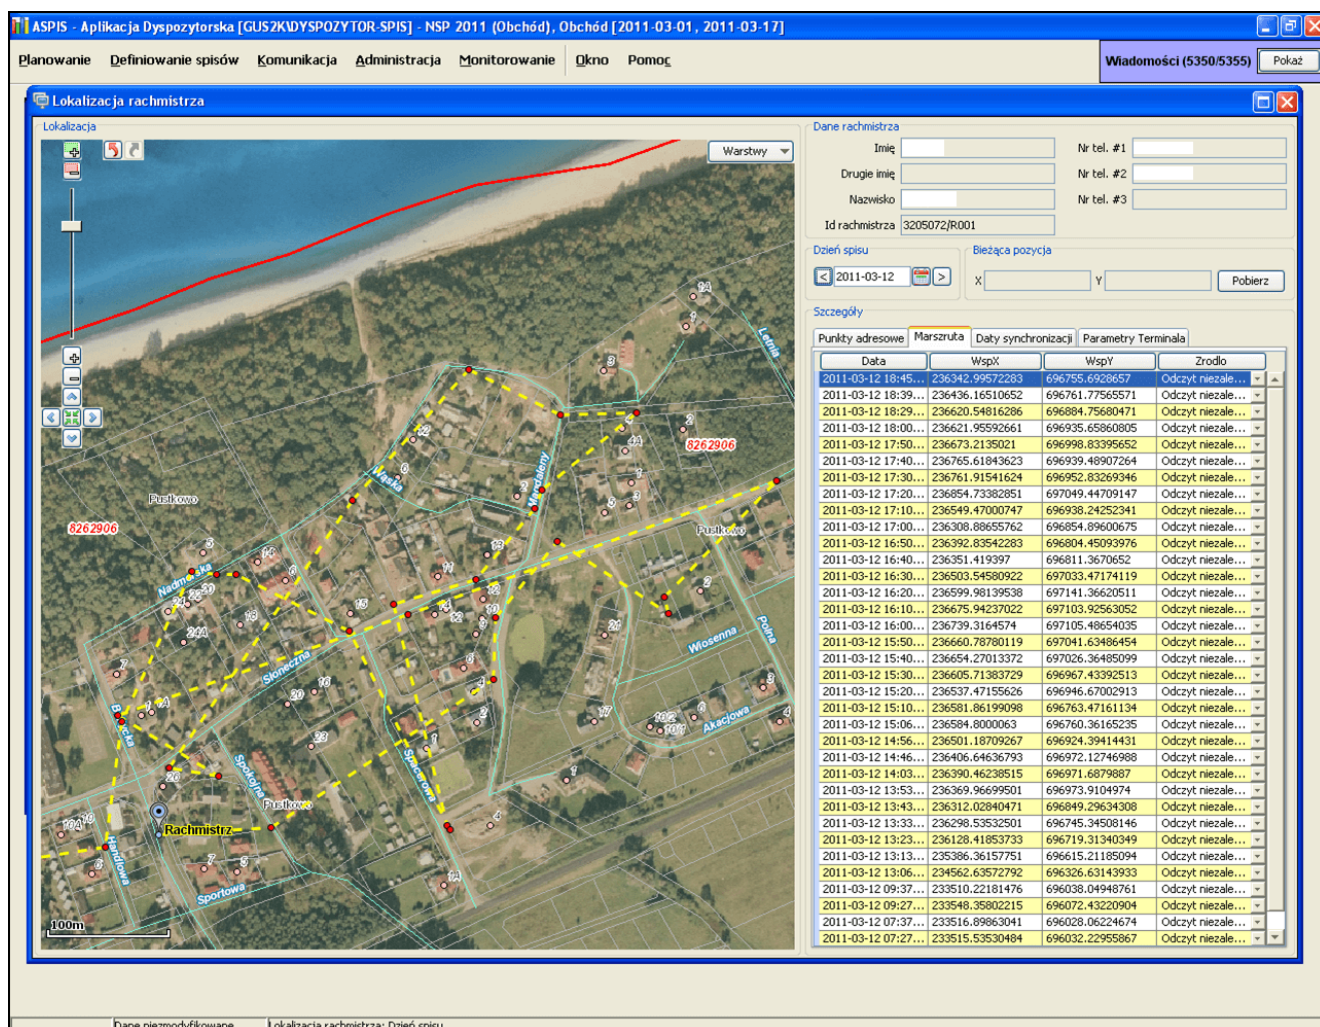 ASPIS - Aplikacja Dyspozytorska [GUS2K\DYSPOZYTOR-SPIS] - NSP 2011 (Obchód), Obchód [2011-03-01, 2011-03-17]
Planowanie Definiowanie spisów Komunikacja Administracja Monitorowanie Okno Pomoc
Wiadomości (5350/5355) Pokaż
Lokalizacja rachmistrza
Lokalizacja
Warstwy
Letnia
Wąska
Magdaleny
8262906
Pustkowo
8262906
Pustkowo
Nadmorska
Słoneczna
Wiosenna
Polna
Akacjowa
Bałtycka
Spokojna
Spacerowa
Pustkowo
Rachmistrz
Handlowa
Sportowa
100m
Dane rachmistrza
Imię Nr tel. #1
Drugie imię Nr tel. #2
Nazwisko Nr tel. #3
Id rachmistrza 3205072/R001
Dzień spisu Bieżąca pozycja
< 2011-03-12 > X Y Pobierz
Szczegóły
Punkty adresowe Marszruta Daty synchronizacji Parametry Terminala
Data WspX WspY Zrodlo
2011-03-12 18:45... 236342.99572283 696755.6928657 Odczyt niezale...
2011-03-12 18:39... 236436.16510652 696761.77565571 Odczyt niezale...
2011-03-12 18:29... 236620.54816286 696884.75680471 Odczyt niezale...
2011-03-12 18:00... 236621.95592661 696935.65860805 Odczyt niezale...
2011-03-12 17:50... 236673.2135021 696998.83395652 Odczyt niezale...
2011-03-12 17:40... 236765.61843623 696939.48907264 Odczyt niezale...
2011-03-12 17:30... 236761.91541624 696952.83269346 Odczyt niezale...
2011-03-12 17:20... 236854.73382851 697049.44709147 Odczyt niezale...
2011-03-12 17:10... 236549.47000747 696938.24252341 Odczyt niezale...
2011-03-12 17:00... 236308.88655762 696854.89600675 Odczyt niezale...
2011-03-12 16:50... 236392.83542283 696804.45093976 Odczyt niezale...
2011-03-12 16:40... 236351.419397 696811.3670652 Odczyt niezale...
2011-03-12 16:30... 236503.54580922 697033.47174119 Odczyt niezale...
2011-03-12 16:20... 236599.98139538 697141.36620511 Odczyt niezale...
2011-03-12 16:10... 236675.94237022 697103.92563052 Odczyt niezale...
2011-03-12 16:00... 236739.3164574 697105.48654035 Odczyt niezale...
2011-03-12 15:50... 236660.78780119 697041.63486454 Odczyt niezale...
2011-03-12 15:40... 236654.27013372 697026.36485099 Odczyt niezale...
2011-03-12 15:30... 236605.71383729 696967.43392513 Odczyt niezale...
2011-03-12 15:20... 236537.47155626 696946.67002913 Odczyt niezale...
2011-03-12 15:10... 236581.86199098 696763.47161134 Odczyt niezale...
2011-03-12 15:06... 236584.8000063 696760.36165235 Odczyt niezale...
2011-03-12 14:56... 236501.18709267 696924.39414431 Odczyt niezale...
2011-03-12 14:46... 236406.64636793 696972.12746988 Odczyt niezale...
2011-03-12 14:03... 236390.46238515 696971.6879887 Odczyt niezale...
2011-03-12 13:53... 236369.96699501 696973.9104974 Odczyt niezale...
2011-03-12 13:43... 236312.02840471 696849.29634308 Odczyt niezale...
2011-03-12 13:33... 236298.53532501 696745.34508146 Odczyt niezale...
2011-03-12 13:23... 236128.41853733 696719.31340349 Odczyt niezale...
2011-03-12 13:13... 235386.36157751 696615.21185094 Odczyt niezale...
2011-03-12 13:06... 234562.63572792 696326.63143933 Odczyt niezale...
2011-03-12 09:37... 233510.22181476 696038.04948761 Odczyt niezale...
2011-03-12 09:27... 233548.35802215 696072.43220904 Odczyt niezale...
2011-03-12 07:37... 233516.89863041 696028.06224674 Odczyt niezale...
2011-03-12 07:27... 233515.53530484 696032.22955867 Odczyt niezale...
Dane niezmodyfikowane Lokalizacja rachmistrza: Dzień spisu